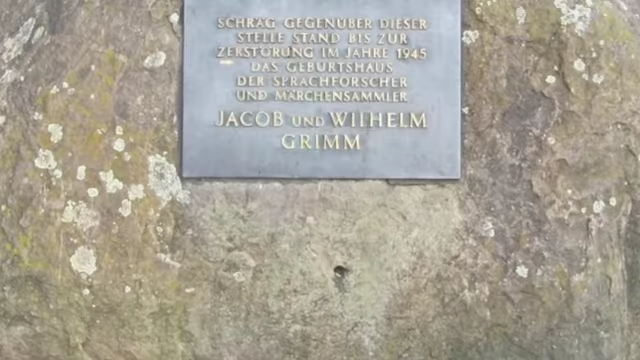 SCHRÄG GEGENÜBER DIESER
STELLE STAND BIS ZUR
ZERSTÖRUNG IM JAHRE 1945
DAS GEBURTSHAUS
DER SPRACHFORSCHER
UND MÄRCHENSAMMLER
JACOB UND WILHELM
GRIMM